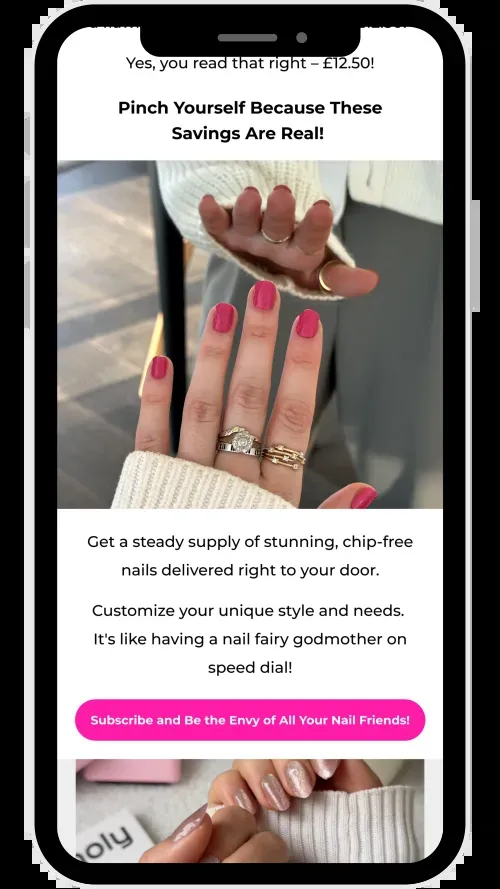 Yes, you read that right – £12.50!
Pinch Yourself Because These
Savings Are Real!
Get a steady supply of stunning, chip-free
nails delivered right to your door.
Customize your unique style and needs.
It's like having a nail fairy godmother on
speed dial!
Subscribe and Be the Envy of All Your Nail Friends!